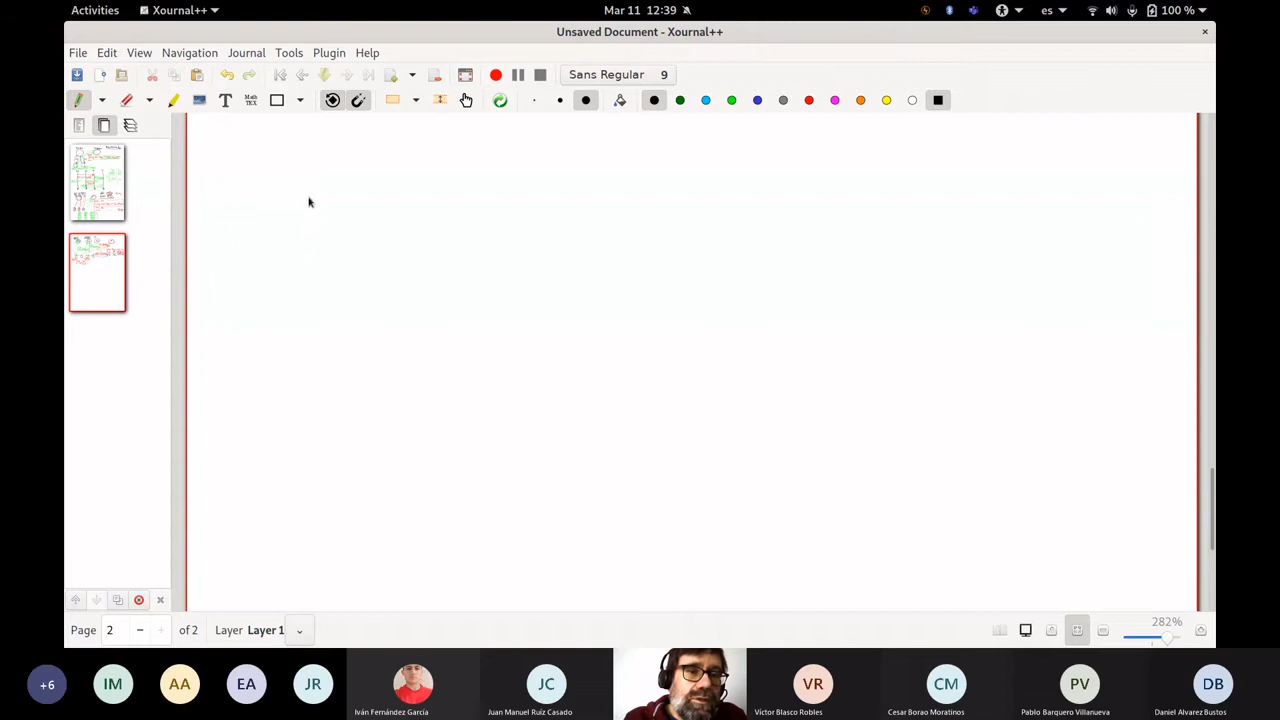 Activities Xournal++ Mar 11 12:39 es 100 %
Unsaved Document - Xournal++
File Edit View Navigation Journal Tools Plugin Help
Sans Regular 9
T Math TEX
Page 2 of 2 Layer Layer 1 282%
+6 IM AA EA JR JC VR CM PV DB
Iván Fernández García Juan Manuel Ruiz Casado Víctor Blasco Robles Cesar Borao Moratinos Pablo Barquero Villanueva Daniel Alvarez Bustos